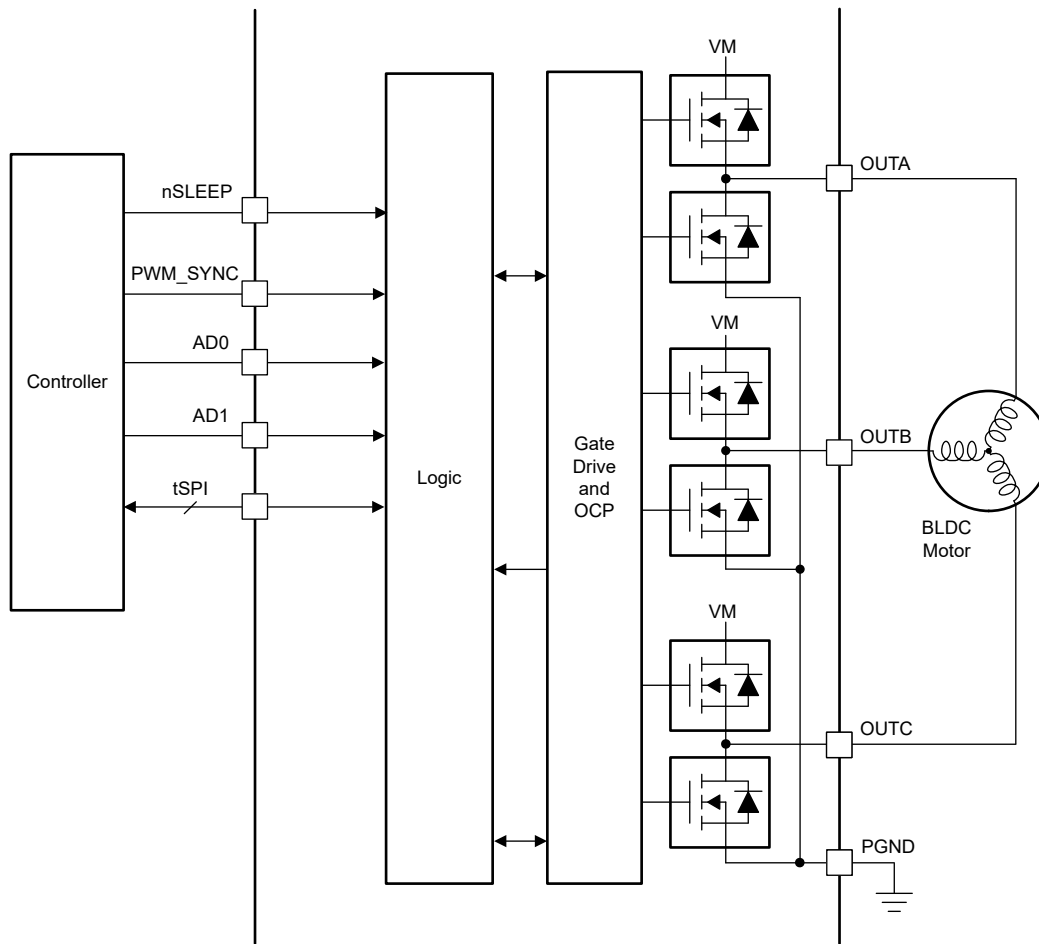 VM
OUTA
nSLEEP
PWM_SYNC
VM
AD0
Controller
AD1
OUTB
Gate
Drive
and
OCP
Logic
tSPI
BLDC
Motor
VM
OUTC
PGND